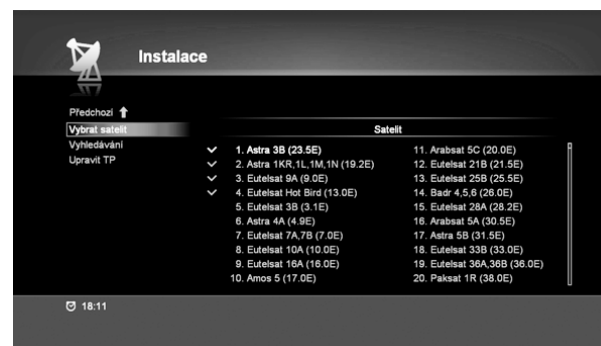 Instalace
Předchozí
Vybrat satelit
Vyhledávání
Upravit TP
Satelit
1. Astra 3B (23.5E)
2. Astra 1KR,1L,1M,1N (19.2E)
3. Eutelsat 9A (9.0E)
4. Eutelsat Hot Bird (13.0E)
5. Eutelsat 3B (3.1E)
6. Astra 4A (4.9E)
7. Eutelsat 7A,7B (7.0E)
8. Eutelsat 10A (10.0E)
9. Eutelsat 16A (16.0E)
10. Amos 5 (17.0E)
11. Arabsat 5C (20.0E)
12. Eutelsat 21B (21.5E)
13. Eutelsat 25B (25.5E)
14. Badr 4,5,6 (26.0E)
15. Eutelsat 28A (28.2E)
16. Arabsat 5A (30.5E)
17. Astra 5B (31.5E)
18. Eutelsat 33B (33.0E)
19. Eutelsat 36A,36B (36.0E)
20. Paksat 1R (38.0E)
18:11